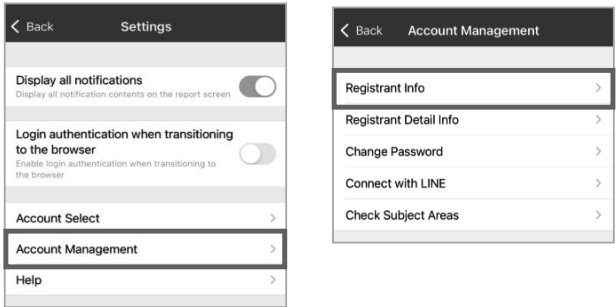 Back Settings
Display all notifications
Display all notification contents on the report screen
Login authentication when transitioning
to the browser
Enable login authentication when transitioning to
the browser
Account Select
Account Management
Help
Back Account Management
Registrant Info
Registrant Detail Info
Change Password
Connect with LINE
Check Subject Areas